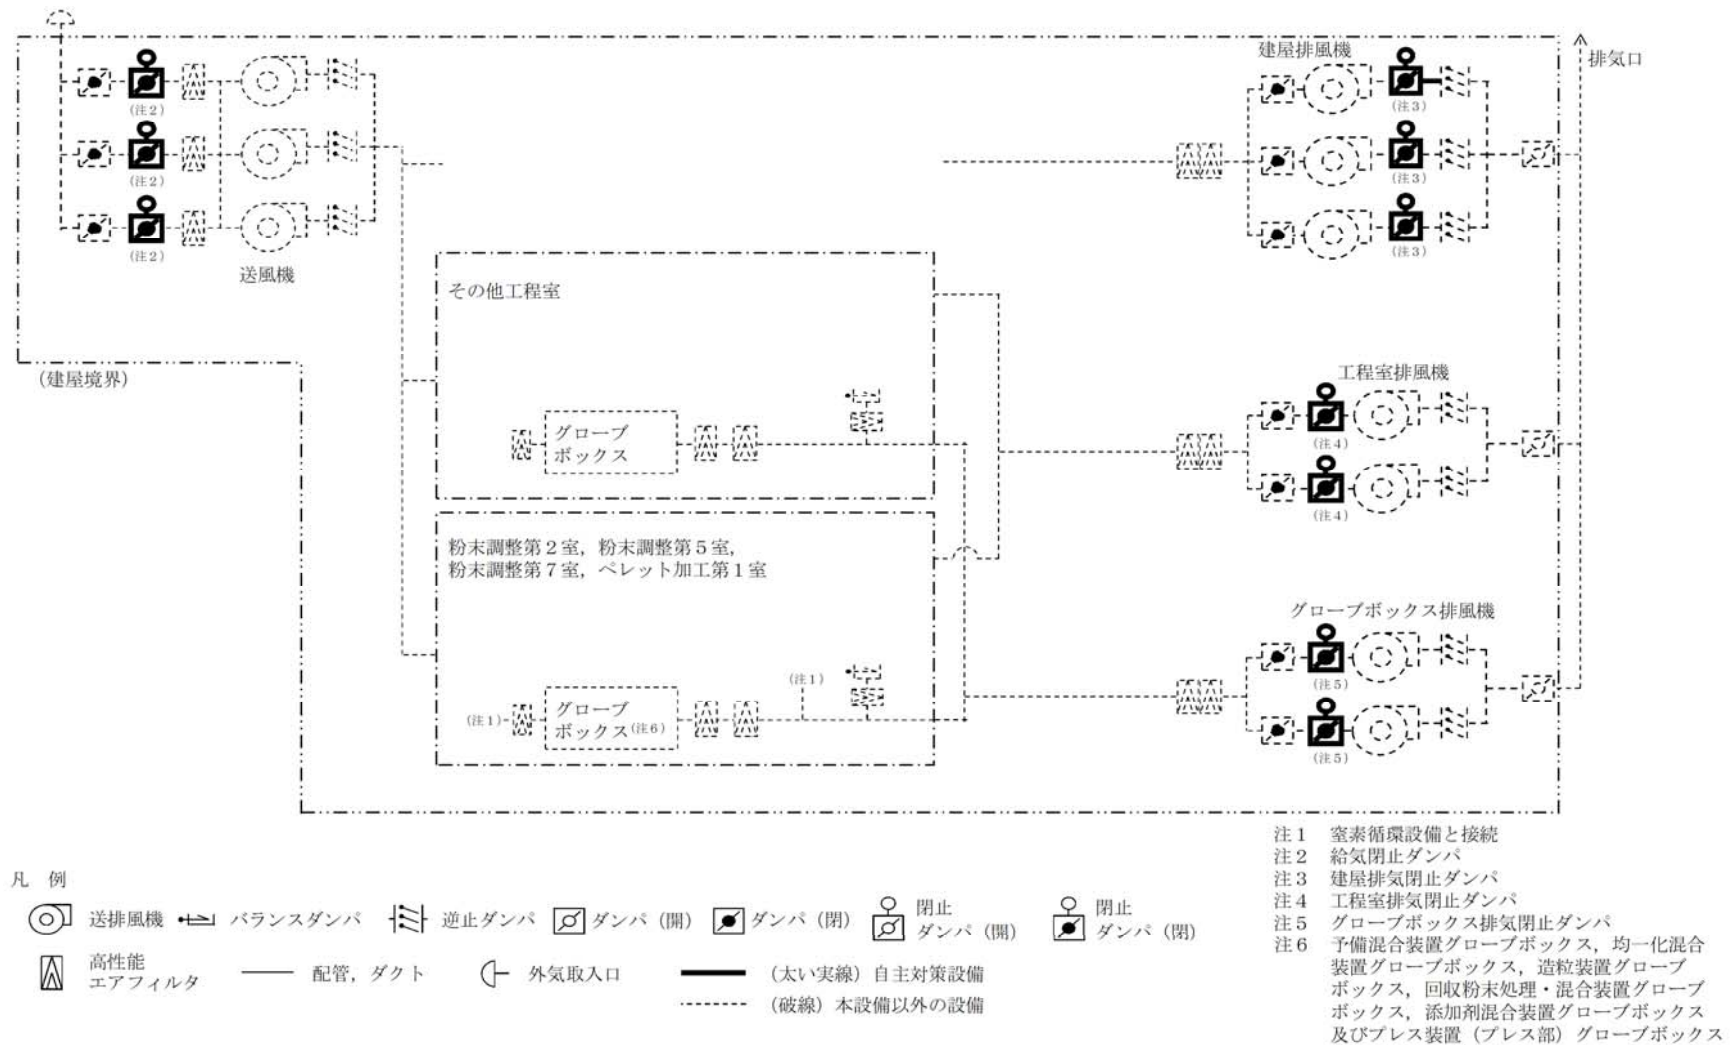 建屋排風機
排気口
(注2)
(注3)
(注2)
(注3)
(注2)
(注3)
送風機
その他工程室
(建屋境界)
工程室排風機
グローブ
ボックス
(注4)
(注4)
粉末調整第2室,粉末調整第5室,
粉末調整第7室,ペレット加工第1室
グローブボックス排風機
(注1)
(注5)
(注1)
グローブ
ボックス(注6)
(注5)
注1 窒素循環設備と接続
注2 給気閉止ダンパ
注3 建屋排気閉止ダンパ
注4 工程室排気閉止ダンパ
注5 グローブボックス排気閉止ダンパ
注6 予備混合装置グローブボックス,均一化混合
装置グローブボックス,造粒装置グローブ
ボックス,回収粉末処理・混合装置グローブ
ボックス,添加剤混合装置グローブボックス
及びプレス装置(プレス部)グローブボックス
凡 例
送排風機
バランスダンパ
逆止ダンパ
ダンパ(開)
ダンパ(閉)
閉止
ダンパ(開)
閉止
ダンパ(閉)
高性能
エアフィルタ
配管,ダクト
外気取入口
(太い実線)自主対策設備
(破線)本設備以外の設備